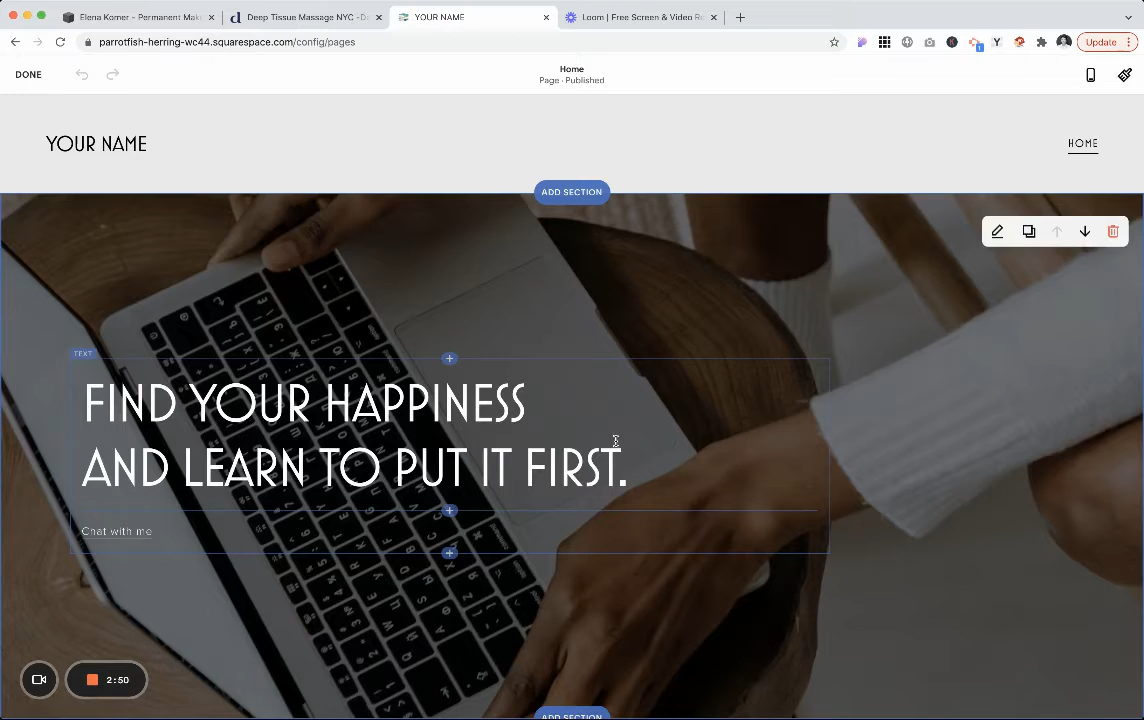 Elena Komer - Permanent Mak
Deep Tissue Massage NYC -D
YOUR NAME
Loom | Free Screen & Video R
parrotfish-herring-wc44.squarespace.com/config/pages
Update
DONE
Home
Page · Published
YOUR NAME
HOME
ADD SECTION
TEXT
FIND YOUR HAPPINESS
AND LEARN TO PUT IT FIRST.
Chat with me
2:50
ADD SECTION